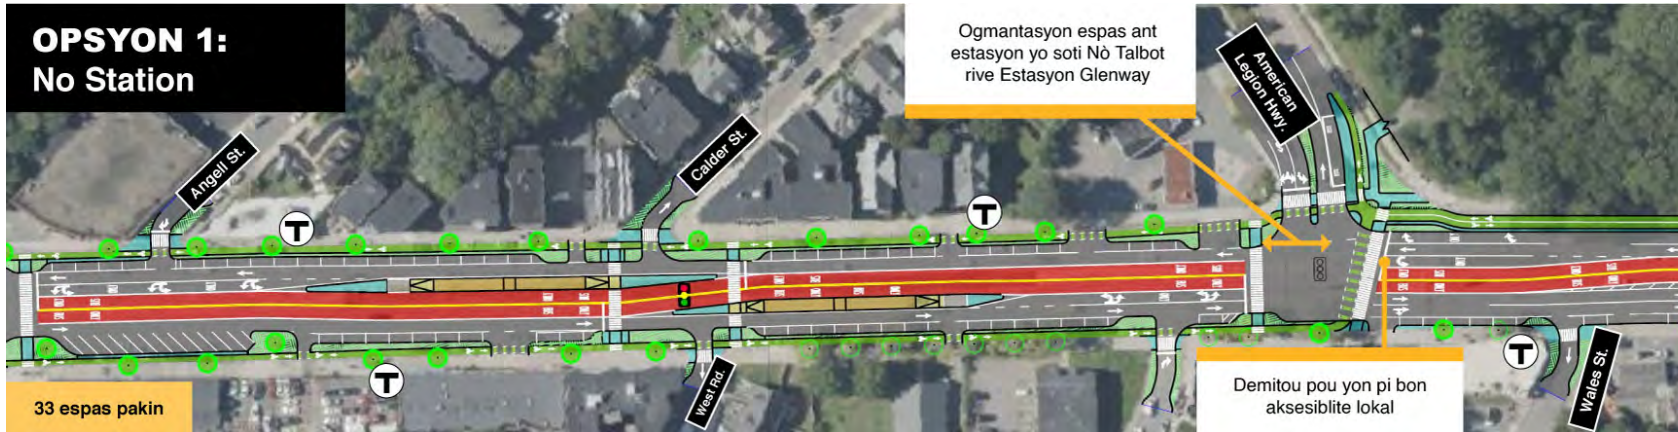 OPSYON 1:
No Station
Ogmantasyon espas ant
estasyon yo soti Nò Talbot
rive Estasyon Glenway
American
Legion Hwy.
Angell St.
Calder St.
T
T
T
T
West Rd.
Wales St.
Demitou pou yon pi bon
aksesiblite lokal
33 espas pakin